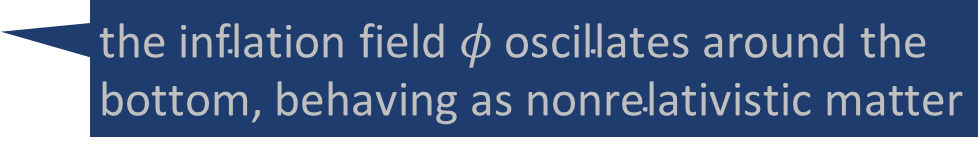 the inflation field ϕ oscillates around the
bottom, behaving as nonrelativistic matter